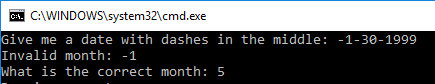 C:\WINDOWS\system32\cmd.exe
Give me a date with dashes in the middle: -1-30-1999
Invalid month: -1
What is the correct month: 5